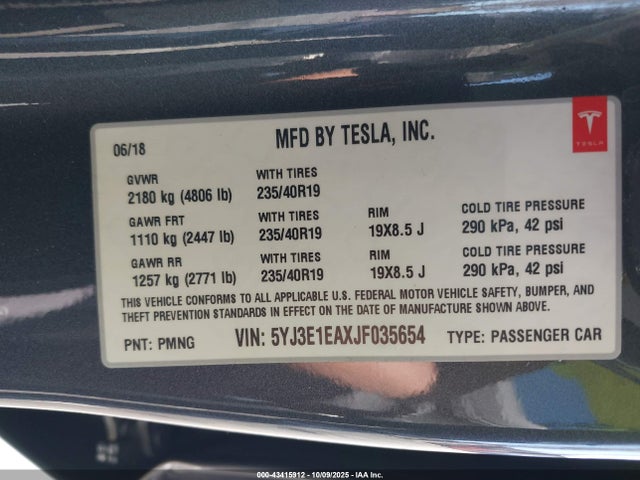 06/18 MFD BY TESLA, INC.
TESLA
GVWR WITH TIRES
2180 kg (4806 lb) 235/40R19
GAWR FRT WITH TIRES RIM COLD TIRE PRESSURE
1110 kg (2447 lb) 235/40R19 19X8.5 J 290 kPa, 42 psi
GAWR RR WITH TIRES RIM COLD TIRE PRESSURE
1257 kg (2771 lb) 235/40R19 19X8.5 J 290 kPa, 42 psi
THIS VEHICLE CONFORMS TO ALL APPLICABLE U.S. FEDERAL MOTOR VEHICLE SAFETY, BUMPER, AND
THEFT PREVENTION STANDARDS IN EFFECT ON THE DATE OF MANUFACTURE SHOWN ABOVE.
PNT: PMNG VIN: 5YJ3E1EAXJF035654 TYPE: PASSENGER CAR
000-43415912 - 10/09/2025 - IAA Inc.